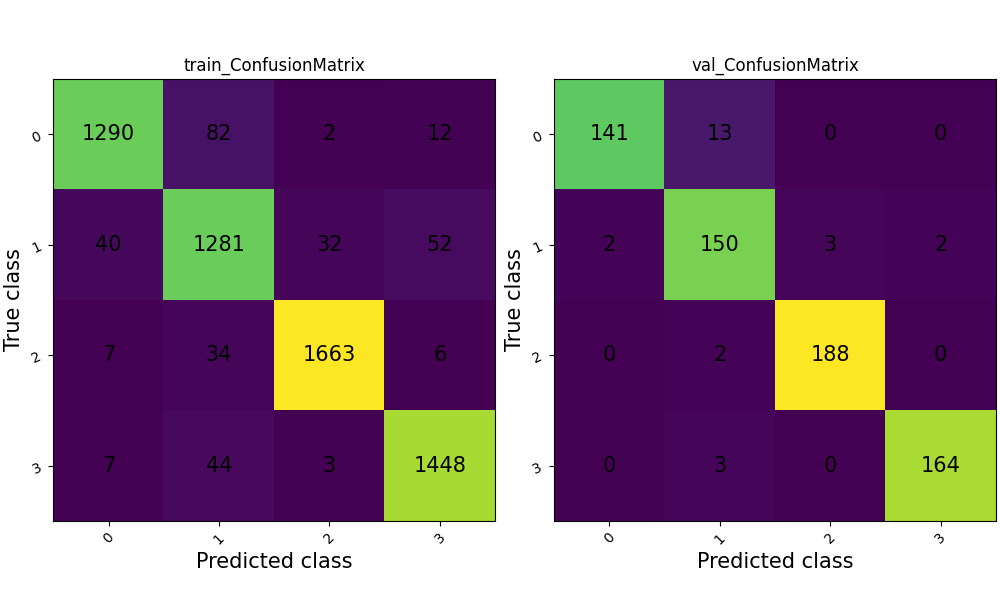 train_ConfusionMatrix
0 1290 82 2 12
1 40 1281 32 52
2 7 34 1663 6
3 7 44 3 1448
0 1 2 3
True class
Predicted class
val_ConfusionMatrix
0 141 13 0 0
1 2 150 3 2
2 0 2 188 0
3 0 3 0 164
0 1 2 3
True class
Predicted class